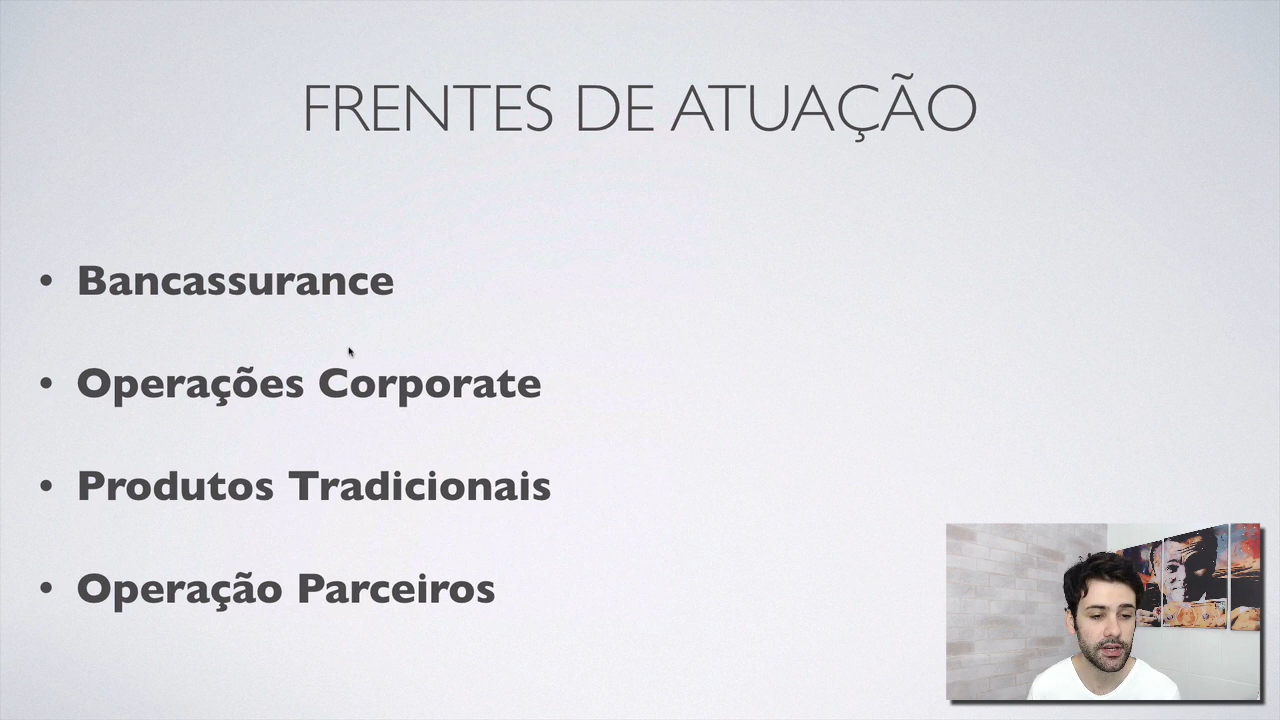 FRENTES DE ATUAÇÃO
• Bancassurance
• Operações Corporate
• Produtos Tradicionais
• Operação Parceiros